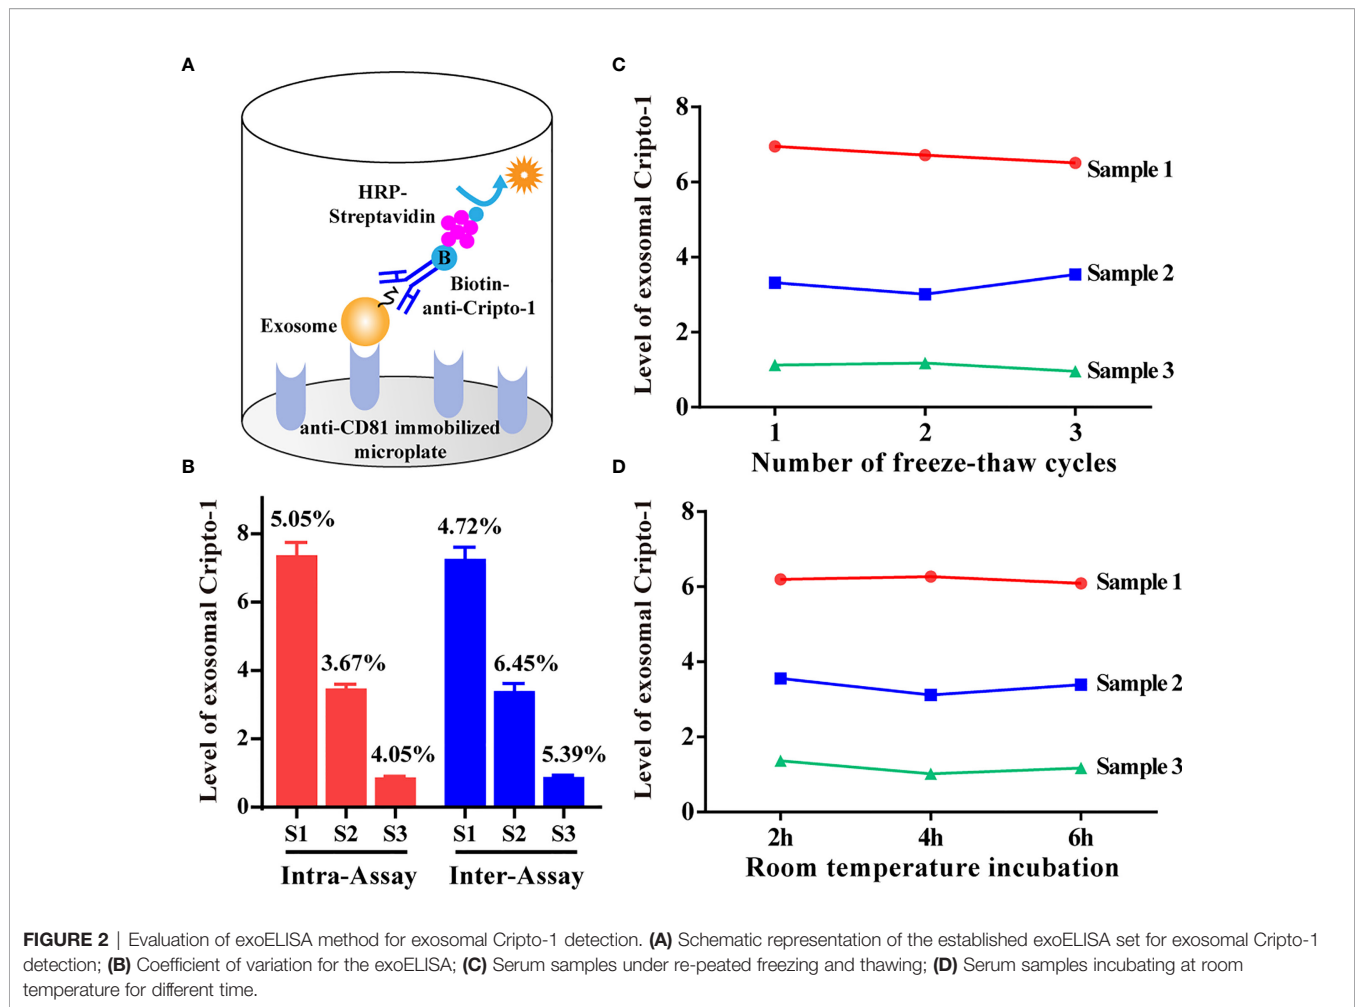 A
HRP-
Streptavidin
B
Biotin-
anti-Cripto-1
Exosome
anti-CD81 immobilized
microplate
B
Level of exosomal Cripto-1
8
6
4
2
0
5.05%
3.67%
4.05%
4.72%
6.45%
5.39%
S1 S2 S3 S1 S2 S3
Intra-Assay Inter-Assay
C
Level of exosomal Cripto-1
8
6
4
2
0
Sample 1
Sample 2
Sample 3
1 2 3
Number of freeze-thaw cycles
D
Level of exosomal Cripto-1
8
6
4
2
0
Sample 1
Sample 2
Sample 3
2h 4h 6h
Room temperature incubation
FIGURE 2 | Evaluation of exoELISA method for exosomal Cripto-1 detection. (A) Schematic representation of the established exoELISA set for exosomal Cripto-1
detection; (B) Coefficient of variation for the exoELISA; (C) Serum samples under re-peated freezing and thawing; (D) Serum samples incubating at room
temperature for different time.